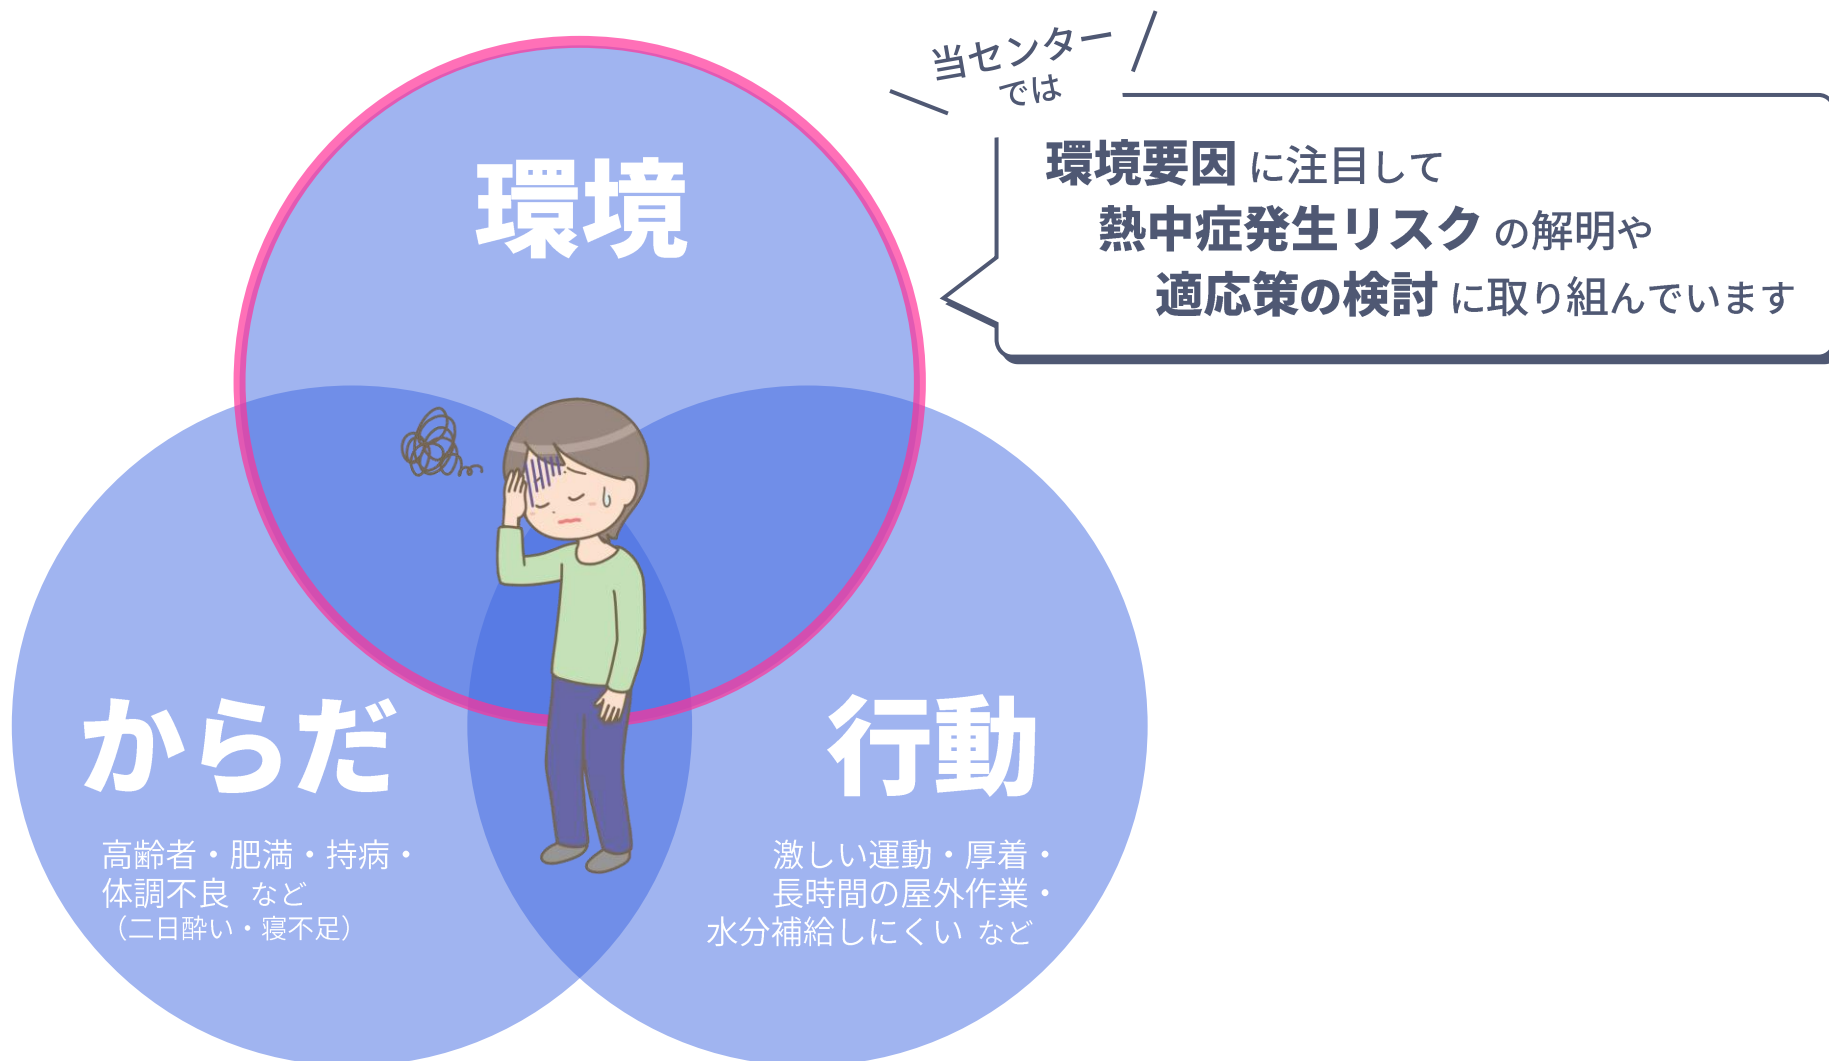 当センター
では
環境要因 に注目して
熱中症発生リスク の解明や
適応策の検討 に取り組んでいます
環境
からだ
高齢者・肥満・持病・
体調不良 など
（二日酔い・寝不足）
行動
激しい運動・厚着・
長時間の屋外作業・
水分補給しにくい など